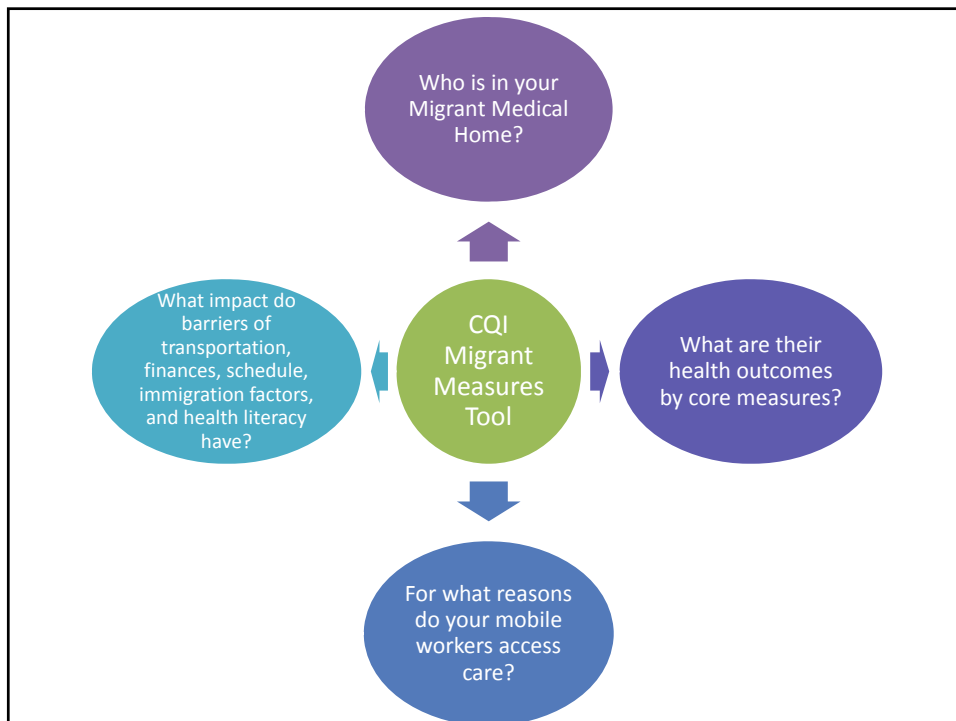 Who is in your
Migrant Medical
Home?
What impact do
barriers of
transportation,
finances, schedule,
immigration factors,
and health literacy
have?
CQI
Migrant
Measures
Tool
What are their
health outcomes
by core measures?
For what reasons
do your mobile
workers access
care?